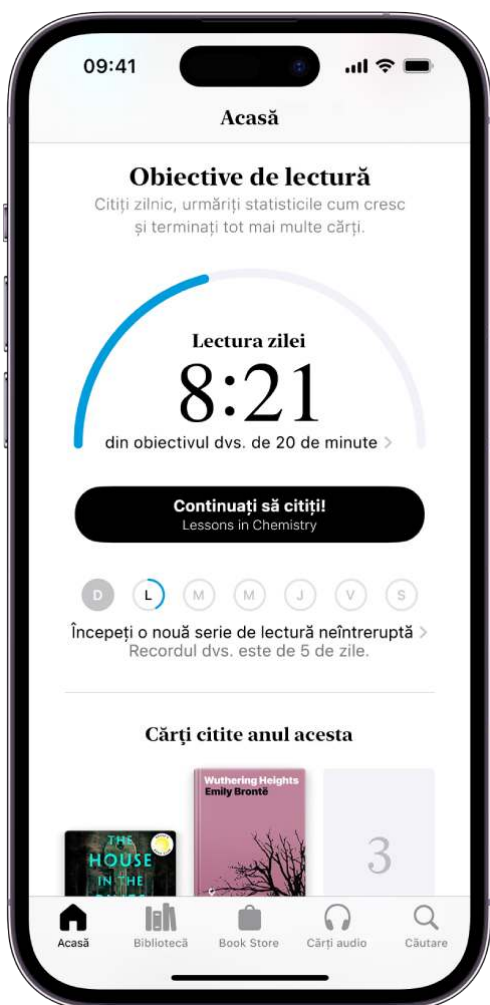 09:41
Acasă
Obiective de lectură
Citiți zilnic, urmăriți statisticile cum cresc
și terminați tot mai multe cărți.
Lectura zilei
8:21
din obiectivul dvs. de 20 de minute >
Continuați să citiți!
Lessons in Chemistry
D L M M J V S
Începeți o nouă serie de lectură neîntreruptă >
Recordul dvs. este de 5 de zile.
Cărți citite anul acesta
Wuthering Heights
Emily Brontë
THE
HOUSE
IN THE
3
Acasă Bibliotecă Book Store Cărți audio Căutare